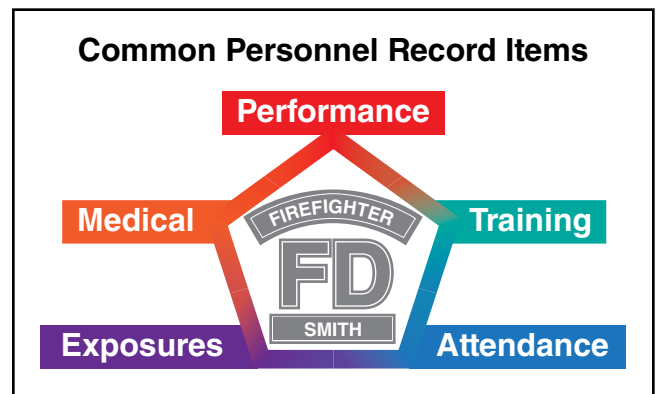 Common Personnel Record Items
Performance
Medical
Training
FIREFIGHTER
FD
SMITH
Exposures
Attendance